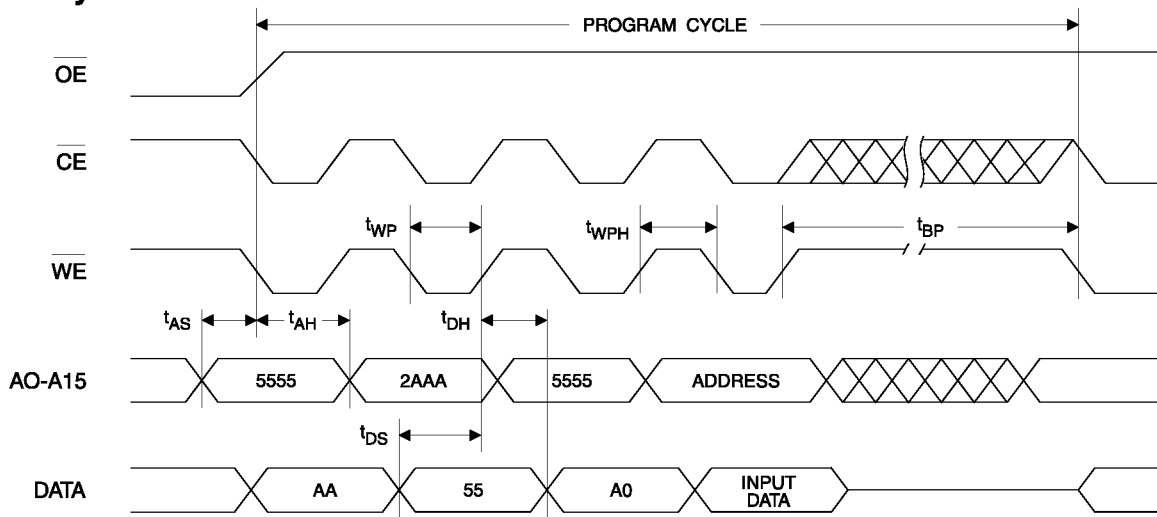 y
PROGRAM CYCLE
OE
CE
tWP
tWPH
tBP
WE
tAS
tAH
tDH
AO-A15
5555
2AAA
5555
ADDRESS
tDS
DATA
AA
55
A0
INPUT
DATA